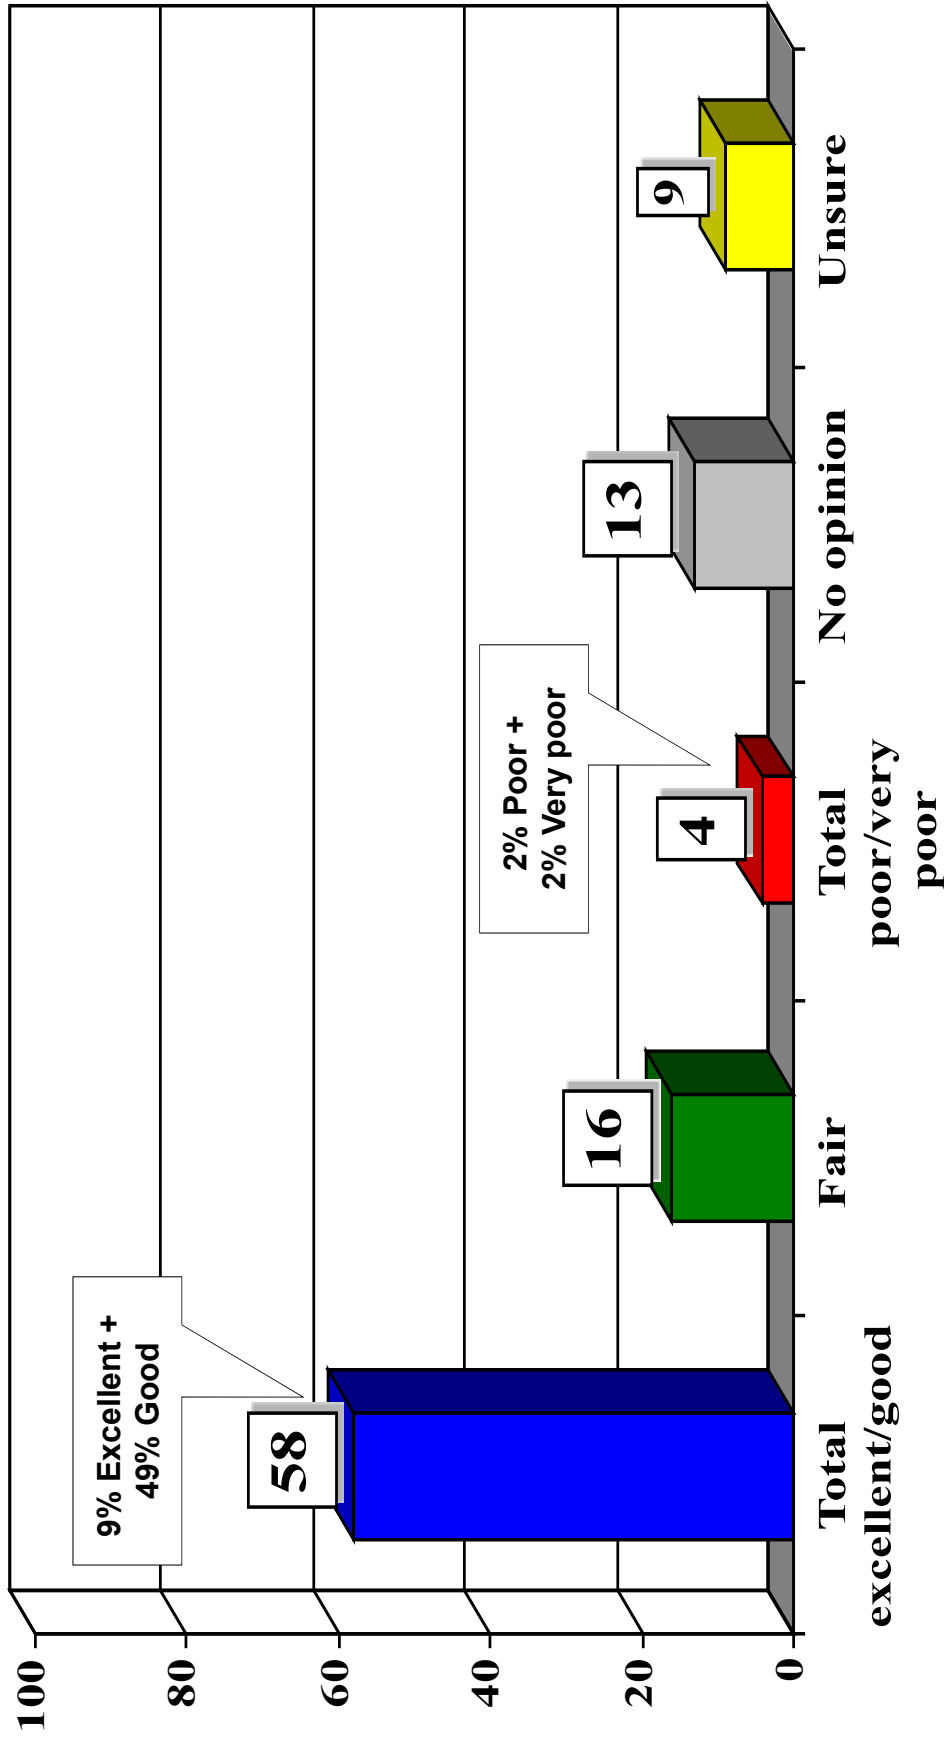 9% Excellent +
49% Good
2% Poor +
2% Very poor
100
80
60
40
20
0
58
16
4
13
9
Total
excellent/good
Fair
Total
poor/very
poor
No opinion
Unsure